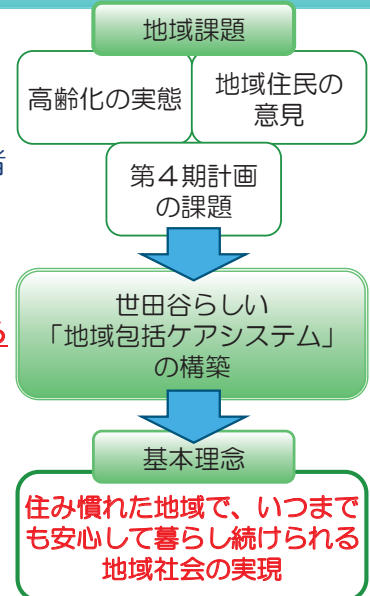 地域課題
高齢化の実態
地域住民の
意見
第4期計画
の課題
世田谷らしい
「地域包括ケアシステム」
の構築
基本理念
住み慣れた地域で、いつまで
も安心して暮らし続けられる
地域社会の実現